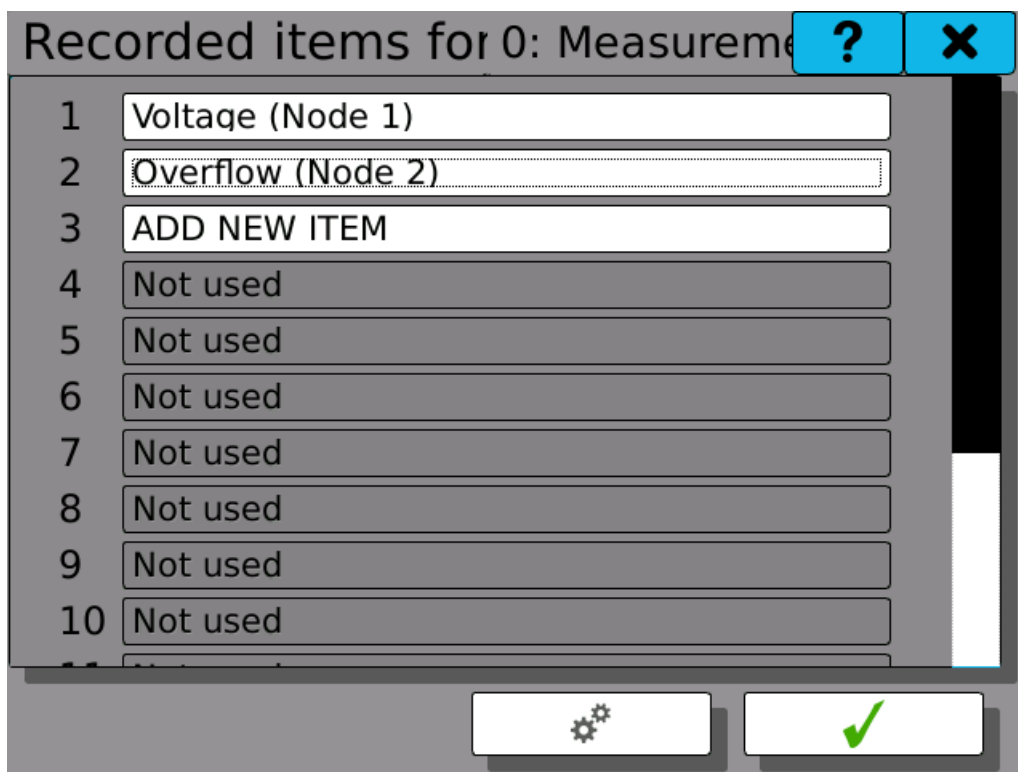 Recorded items for 0: Measureme
?
1 Voltage (Node 1)
2 Overflow (Node 2)
3 ADD NEW ITEM
4 Not used
5 Not used
6 Not used
7 Not used
8 Not used
9 Not used
10 Not used